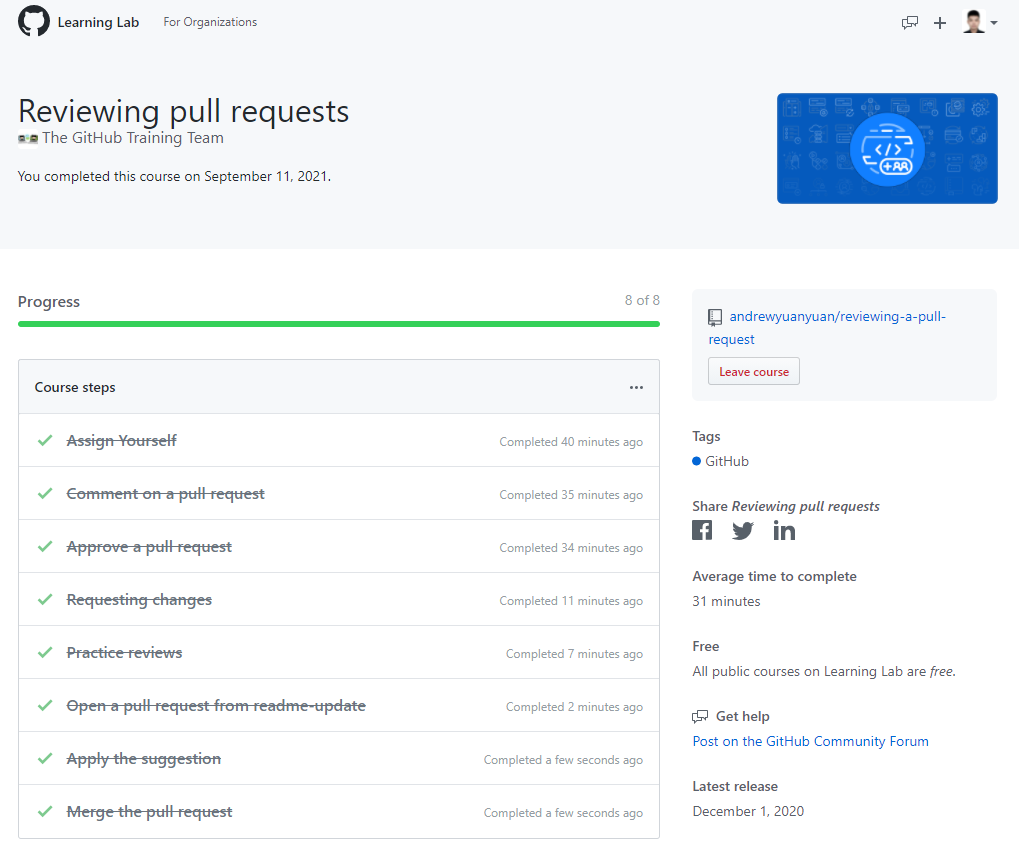 Learning Lab For Organizations
Reviewing pull requests
The GitHub Training Team
You completed this course on September 11, 2021.
Progress 8 of 8
Course steps
Assign Yourself Completed 40 minutes ago
Comment on a pull request Completed 35 minutes ago
Approve a pull request Completed 34 minutes ago
Requesting changes Completed 11 minutes ago
Practice reviews Completed 7 minutes ago
Open a pull request from readme-update Completed 2 minutes ago
Apply the suggestion Completed a few seconds ago
Merge the pull request Completed a few seconds ago
andrewyuanyuan/reviewing-a-pull-
request
Leave course
Tags
GitHub
Share Reviewing pull requests
Average time to complete
31 minutes
Free
All public courses on Learning Lab are free.
Get help
Post on the GitHub Community Forum
Latest release
December 1, 2020